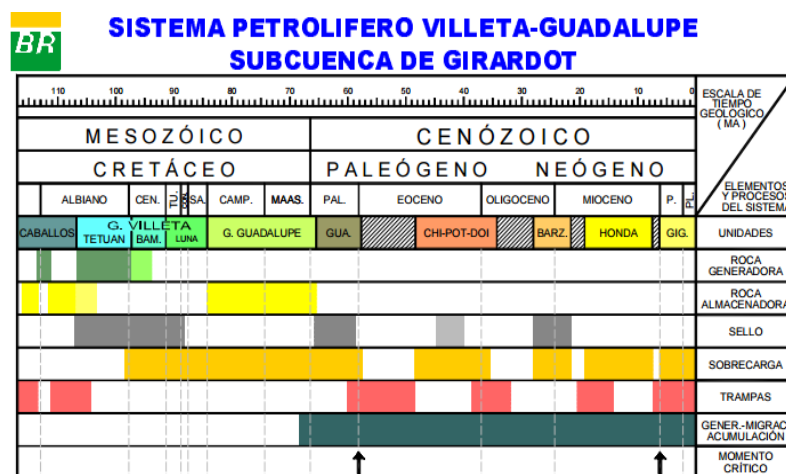 BR
SISTEMA PETROLIFERO VILLETA-GUADALUPE
SUBCUENCA DE GIRARDOT
110 100 90 80 70 60 50 40 30 20 10 0
ESCALA DE
TIEMPO
GEOLÓGICO
( MA )
MESOZÓICO CENÓZOICO
CRETÁCEO PALEÓGENO NEÓGENO
ALBIANO CEN. TU. SA. CAMP. MAAS. PAL. EOCENO OLIGOCENO MIOCENO P. PL.
ELEMENTOS
Y PROCESOS
DEL SISTEMA
CABALLOS G. VILLETA TETUAN BAM. LUNA G. GUADALUPE GUA. CHI-POT-DOI BARZ. HONDA GIG. UNIDADES
ROCA
GENERADORA
ROCA
ALMACENADORA
SELLO
SOBRECARGA
TRAMPAS
GENER.-MIGRAC
ACUMULACIÓN
MOMENTO
CRÍTICO